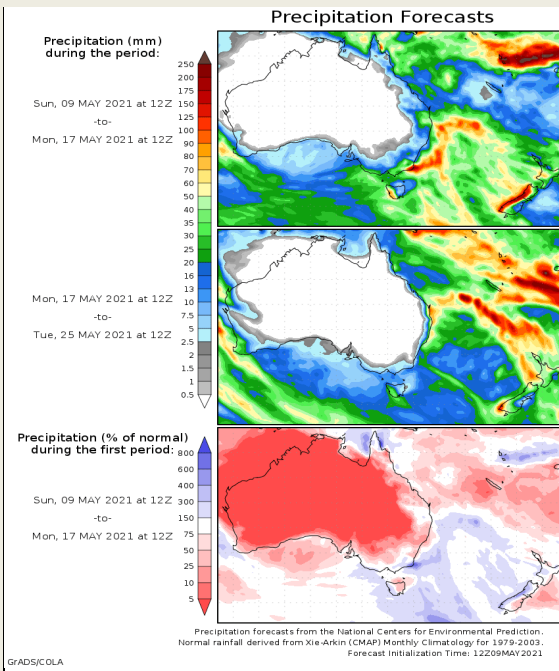 Precipitation Forecasts
Precipitation (mm)
during the period:
Sun, 09 MAY 2021 at 12Z
-to-
Mon, 17 MAY 2021 at 12Z
250
200
175
150
125
100
90
80
70
60
50
40
35
30
25
20
16
13
10
7.5
5
2.5
2
1.5
1
0.5
Mon, 17 MAY 2021 at 12Z
-to-
Tue, 25 MAY 2021 at 12Z
Precipitation (% of normal)
during the first period:
Sun, 09 MAY 2021 at 12Z
-to-
Mon, 17 MAY 2021 at 12Z
800
600
400
300
150
75
50
25
10
5
Precipitation forecasts from the National Centers for Environmental Prediction.
Normal rainfall derived from Xie-Arkin (CMAP) Monthly Climatology for 1979-2003.
Forecast Initialization Time: 12Z09MAY2021
GrADS/COLA